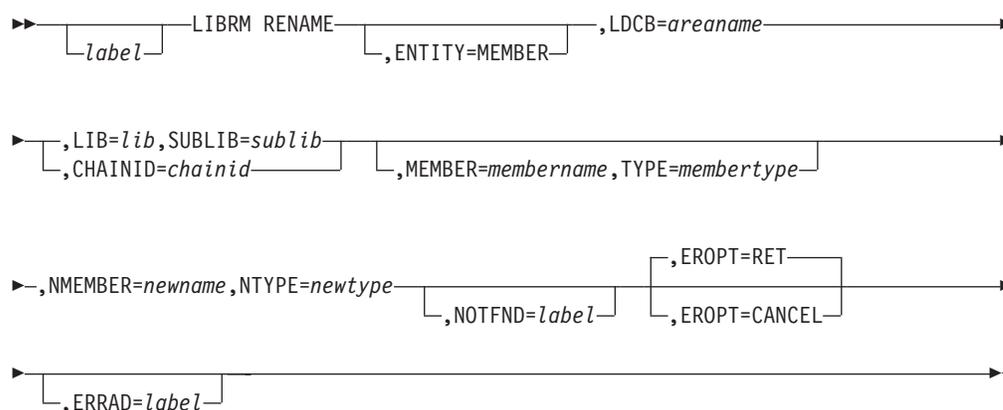 LIBRM RENAME ,LDCB=areaname
label ,ENTITY=MEMBER
,LIB=lib,SUBLIB=sublib
,CHAINID=chainid ,MEMBER=membername,TYPE=membertype
,EROPT=RET
,NMEMBER=newname,NTYPE=newtype
,NOTFND=label ,EROPT=CANCEL
,ERRAD=label